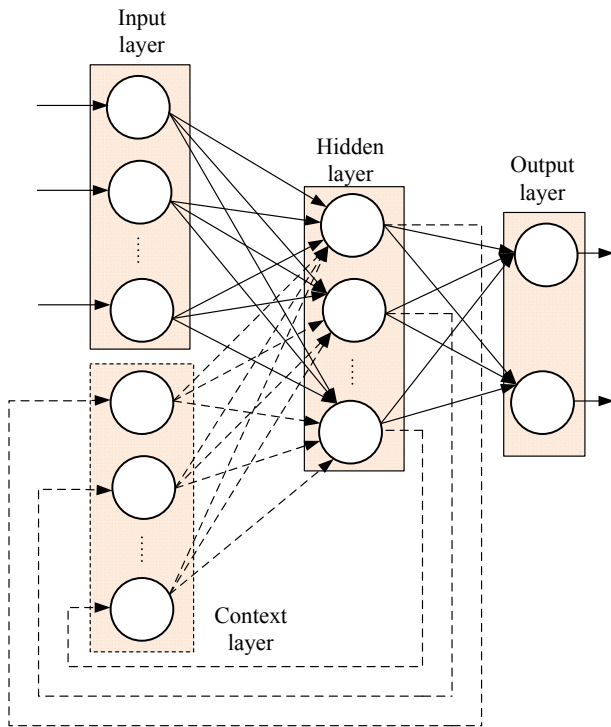 Input
layer
Hidden
layer
Output
layer
Context
layer